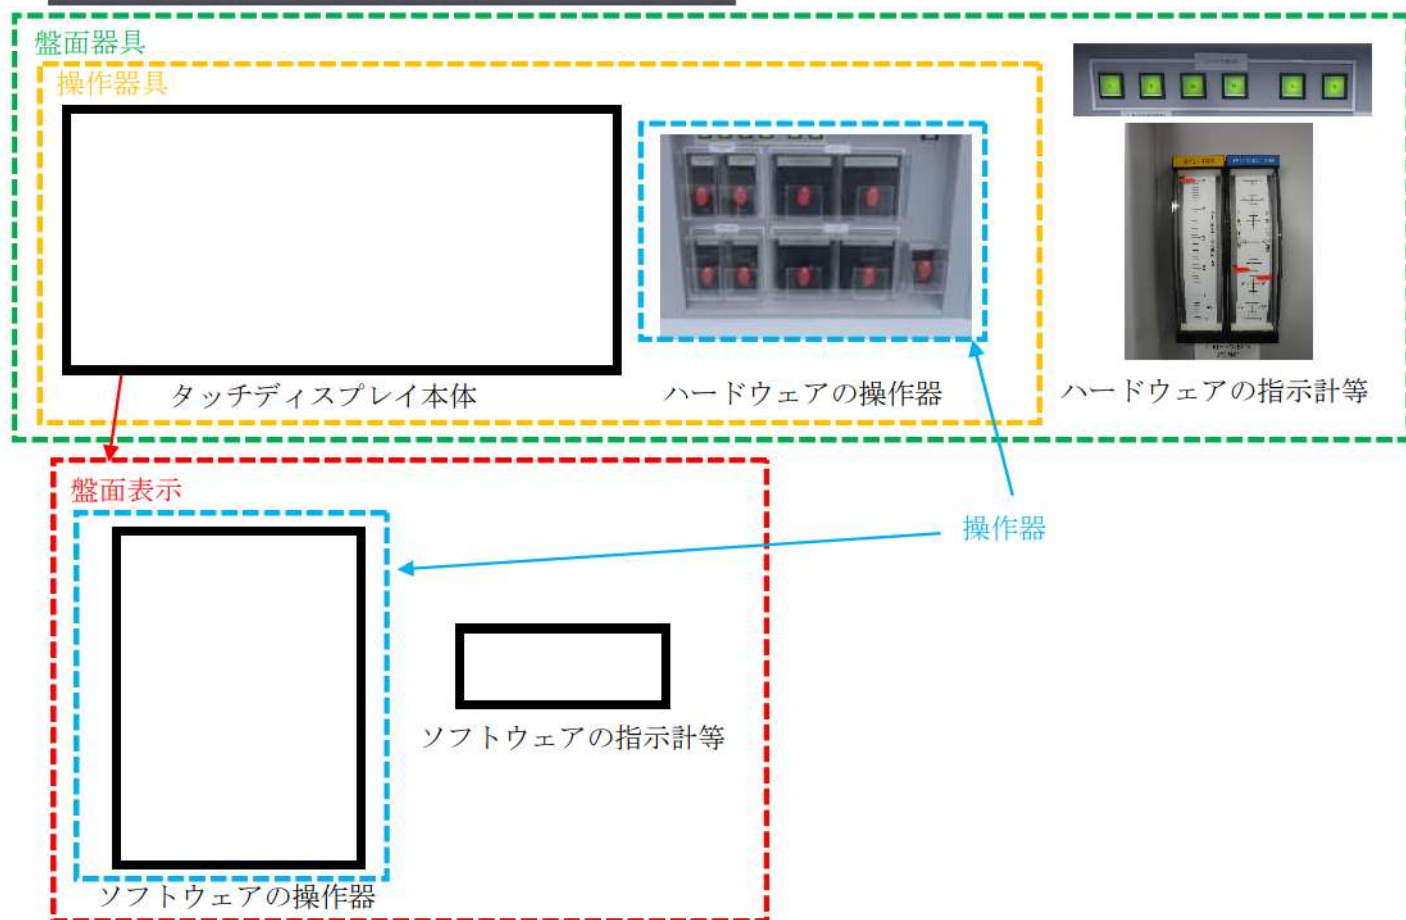 盤面器具
操作器具
タッチディスプレイ本体
ハードウェアの操作器
ハードウェアの指示計等
盤面表示
操作器
ソフトウェアの指示計等
ソフトウェアの操作器